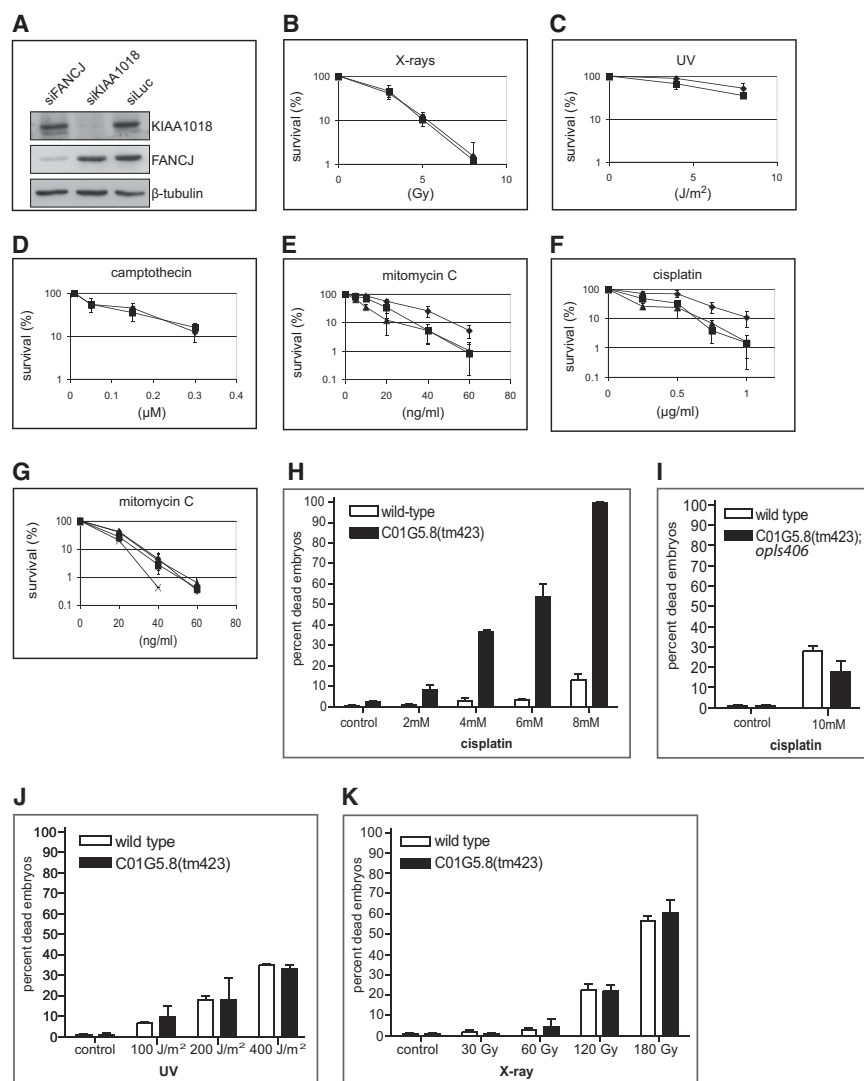 A
siFANCJ
siKIAA1018
siLuc
KIAA1018
FANCJ
β-tubulin
B
X-rays
survival (%)
100
10
1
0
5
10
(Gy)
C
UV
survival (%)
100
10
1
0
5
10
(J/m²)
D
camptothecin
survival (%)
100
10
1
0
0.1
0.2
0.3
0.4
(µM)
E
mitomycin C
survival (%)
100
10
1
0.1
0
20
40
60
80
(ng/ml)
F
cisplatin
survival (%)
100
10
1
0.1
0
0.5
1
(µg/ml)
G
mitomycin C
survival (%)
100
10
1
0.1
0
20
40
60
80
(ng/ml)
H
percent dead embryos
100
90
80
70
60
50
40
30
20
10
0
wild-type
C01G5.8(tm423)
control
2mM
4mM
6mM
8mM
cisplatin
I
percent dead embryos
100
90
80
70
60
50
40
30
20
10
0
wild type
C01G5.8(tm423);
opls406
control
10mM
cisplatin
J
percent dead embryos
100
90
80
70
60
50
40
30
20
10
0
wild type
C01G5.8(tm423)
control
100 J/m²
200 J/m²
400 J/m²
UV
K
percent dead embryos
100
90
80
70
60
50
40
30
20
10
0
wild type
C01G5.8(tm423)
control
30 Gy
60 Gy
120 Gy
180 Gy
X-ray